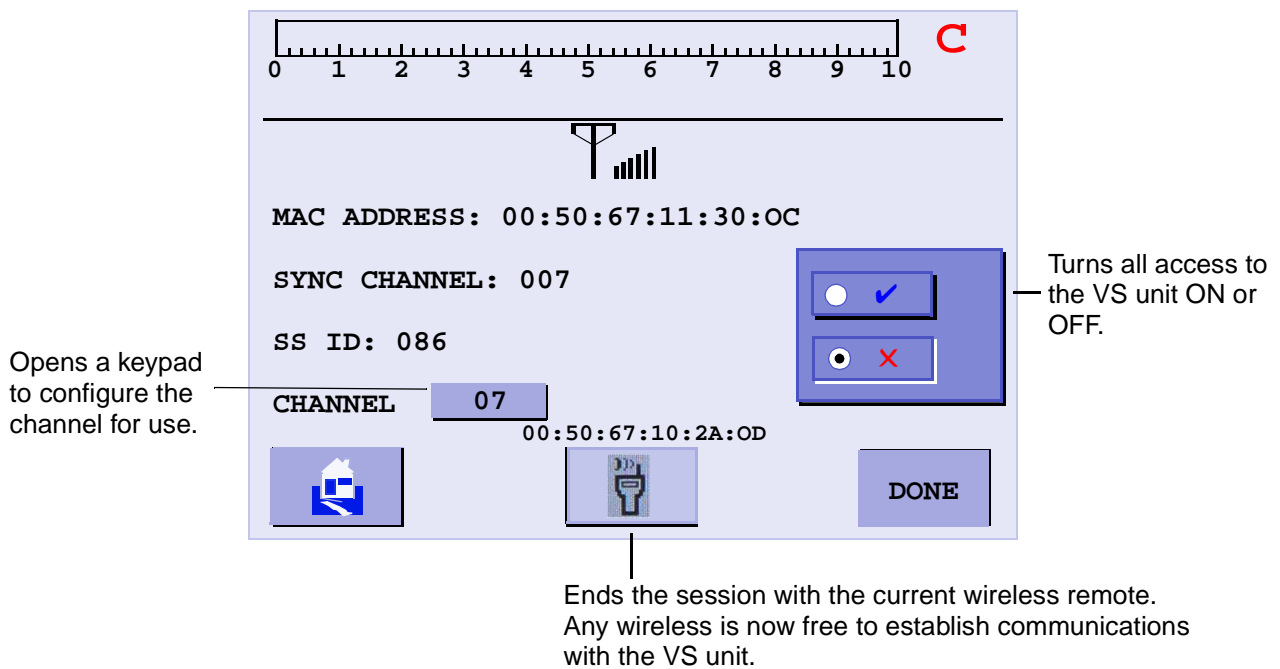 C
0 1 2 3 4 5 6 7 8 9 10
MAC ADDRESS: 00:50:67:11:30:OC
SYNC CHANNEL: 007
Turns all access to
the VS unit ON or
OFF.
SS ID: 086
Opens a keypad
to configure the
channel for use.
CHANNEL 07
00:50:67:10:2A:OD
DONE
Ends the session with the current wireless remote.
Any wireless is now free to establish communications
with the VS unit.